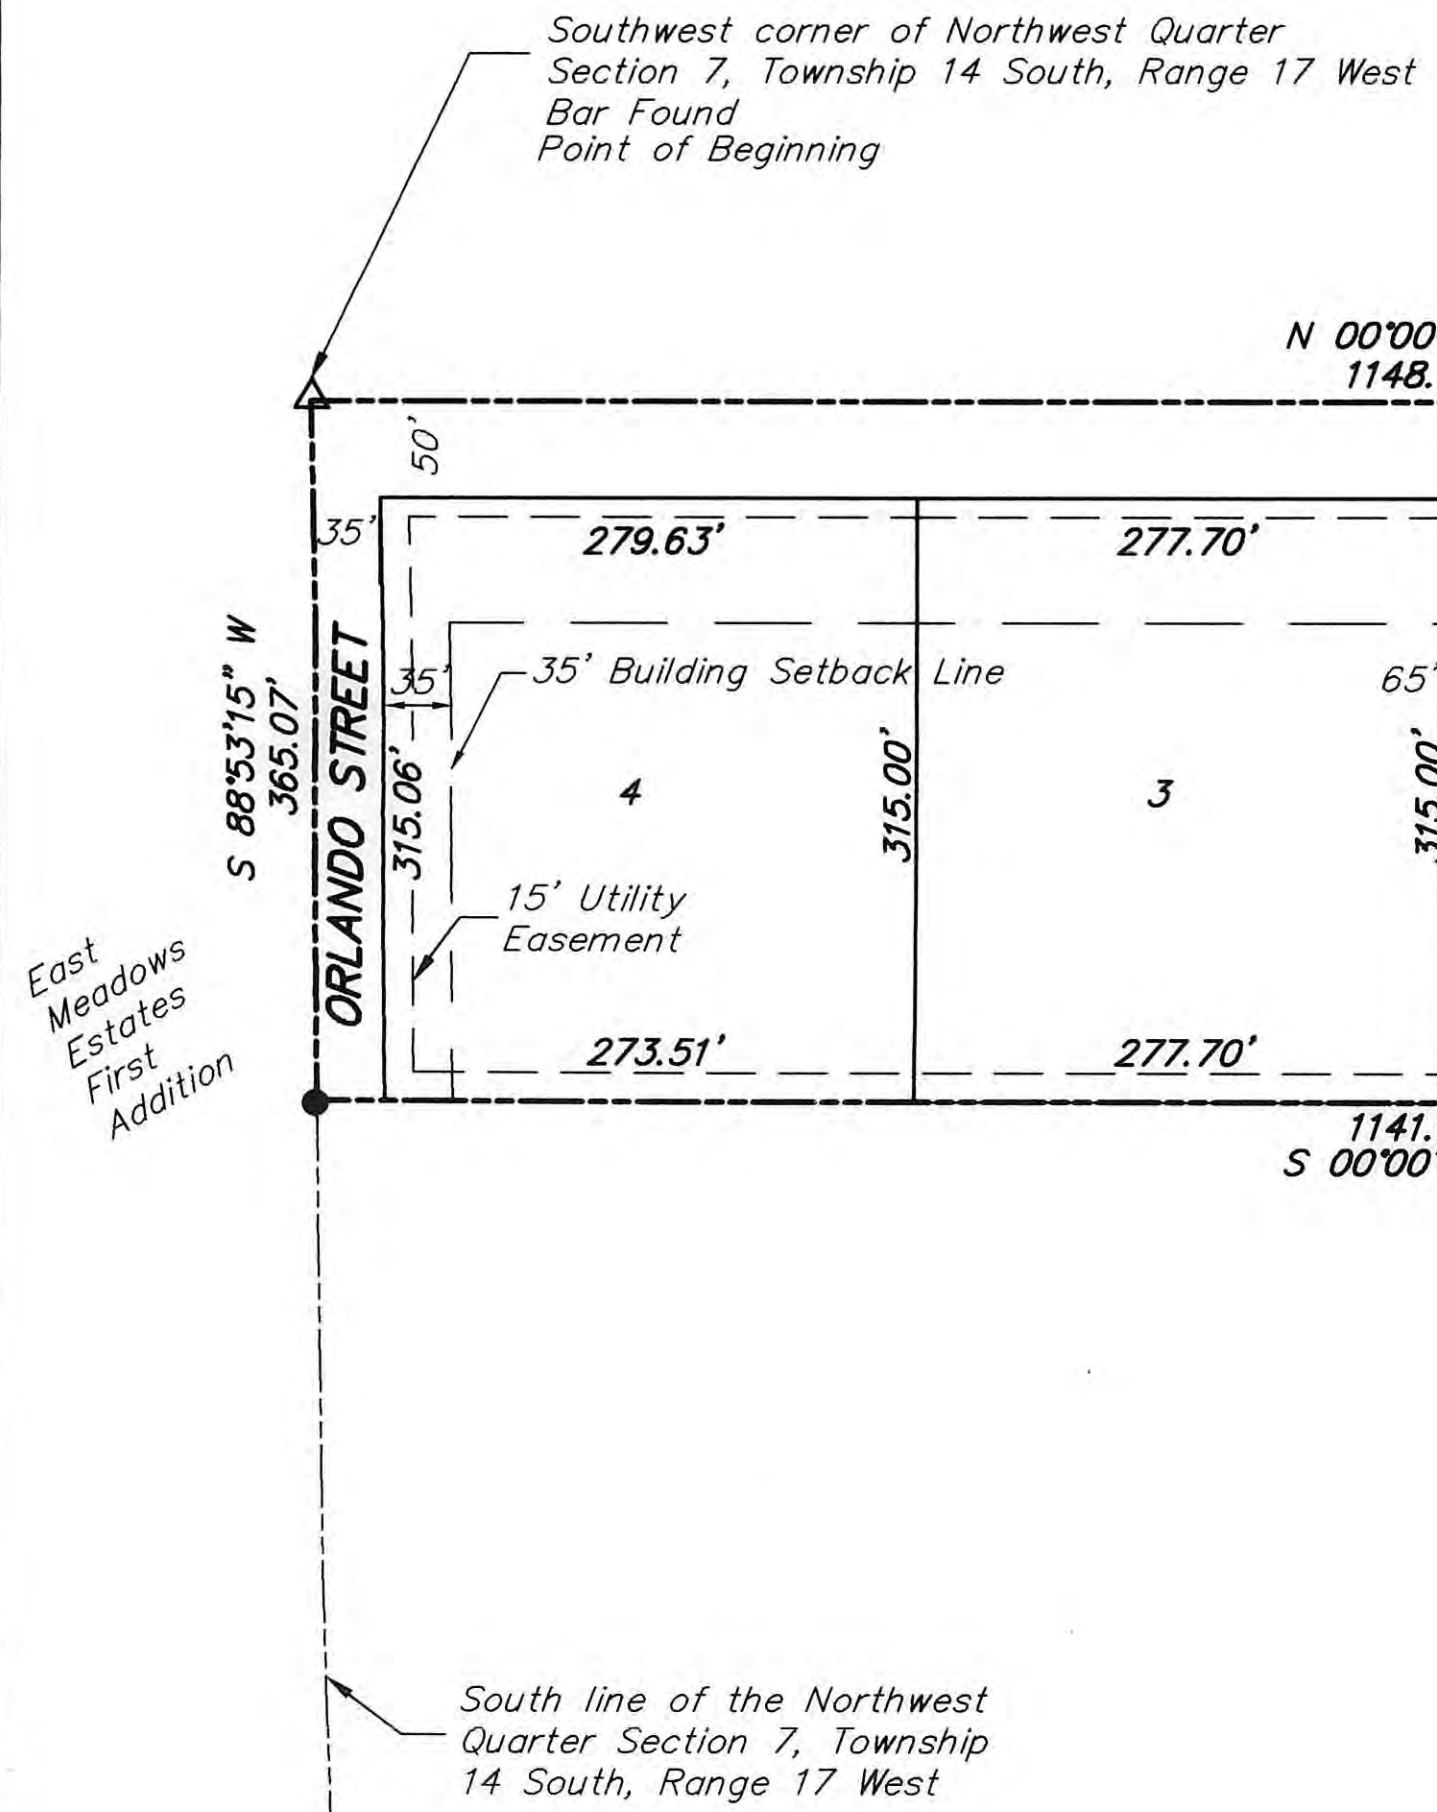 Southwest corner of Northwest Quarter
Section 7, Township 14 South, Range 17 West
Bar Found
Point of Beginning
N 00°00
1148.
50'
35'
279.63'
277.70'
S 88°53'15" W
365.07'
ORLANDO STREET
35'
35' Building Setback Line
65'
315.06'
4
315.00'
3
315.00'
15' Utility
Easement
East
Meadows
Estates
First
Addition
273.51'
277.70'
1141.
S 00°00'
South line of the Northwest
Quarter Section 7, Township
14 South, Range 17 West